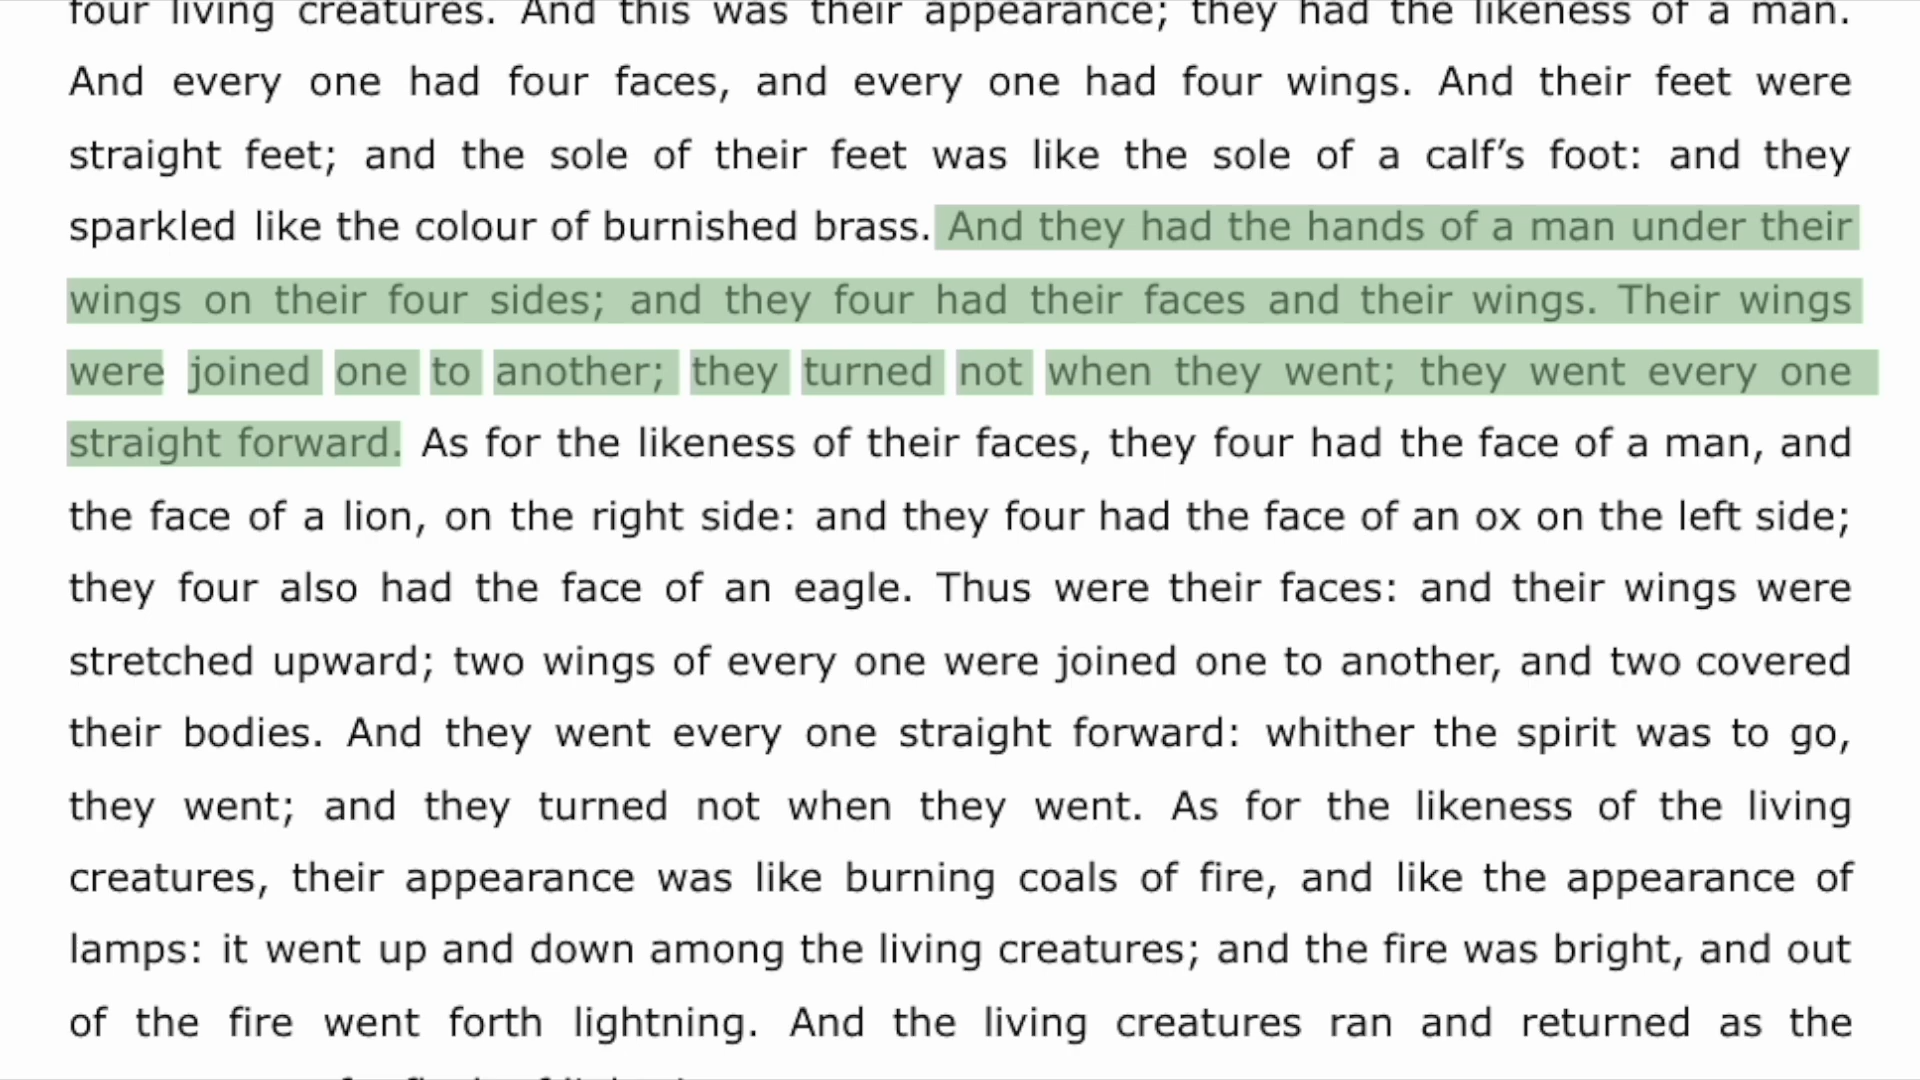 four living creatures. And this was their appearance; they had the likeness of a man.
And every one had four faces, and every one had four wings. And their feet were
straight feet; and the sole of their feet was like the sole of a calf’s foot: and they
sparkled like the colour of burnished brass. And they had the hands of a man under their
wings on their four sides; and they four had their faces and their wings. Their wings
were joined one to another; they turned not when they went; they went every one
straight forward. As for the likeness of their faces, they four had the face of a man, and
the face of a lion, on the right side: and they four had the face of an ox on the left side;
they four also had the face of an eagle. Thus were their faces: and their wings were
stretched upward; two wings of every one were joined one to another, and two covered
their bodies. And they went every one straight forward: whither the spirit was to go,
they went; and they turned not when they went. As for the likeness of the living
creatures, their appearance was like burning coals of fire, and like the appearance of
lamps: it went up and down among the living creatures; and the fire was bright, and out
of the fire went forth lightning. And the living creatures ran and returned as the